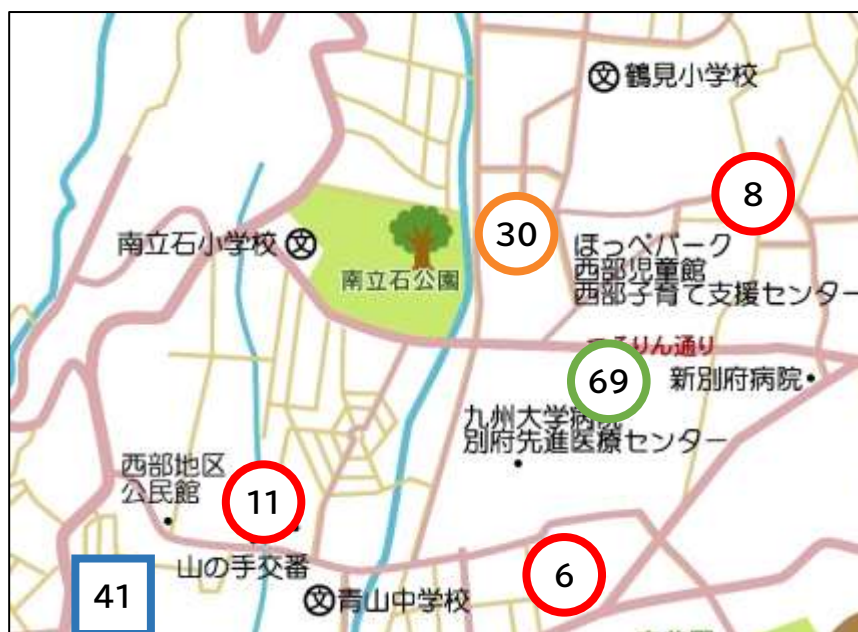 鶴見小学校
8
30
南立石小学校
南立石公園
ほっぺパーク
西部児童館
西部子育て支援センター
りん通り
69
新別府病院
九州大学病院
別府先進医療センター
西部地区
公民館
11
山の手交番
41
6
青山中学校